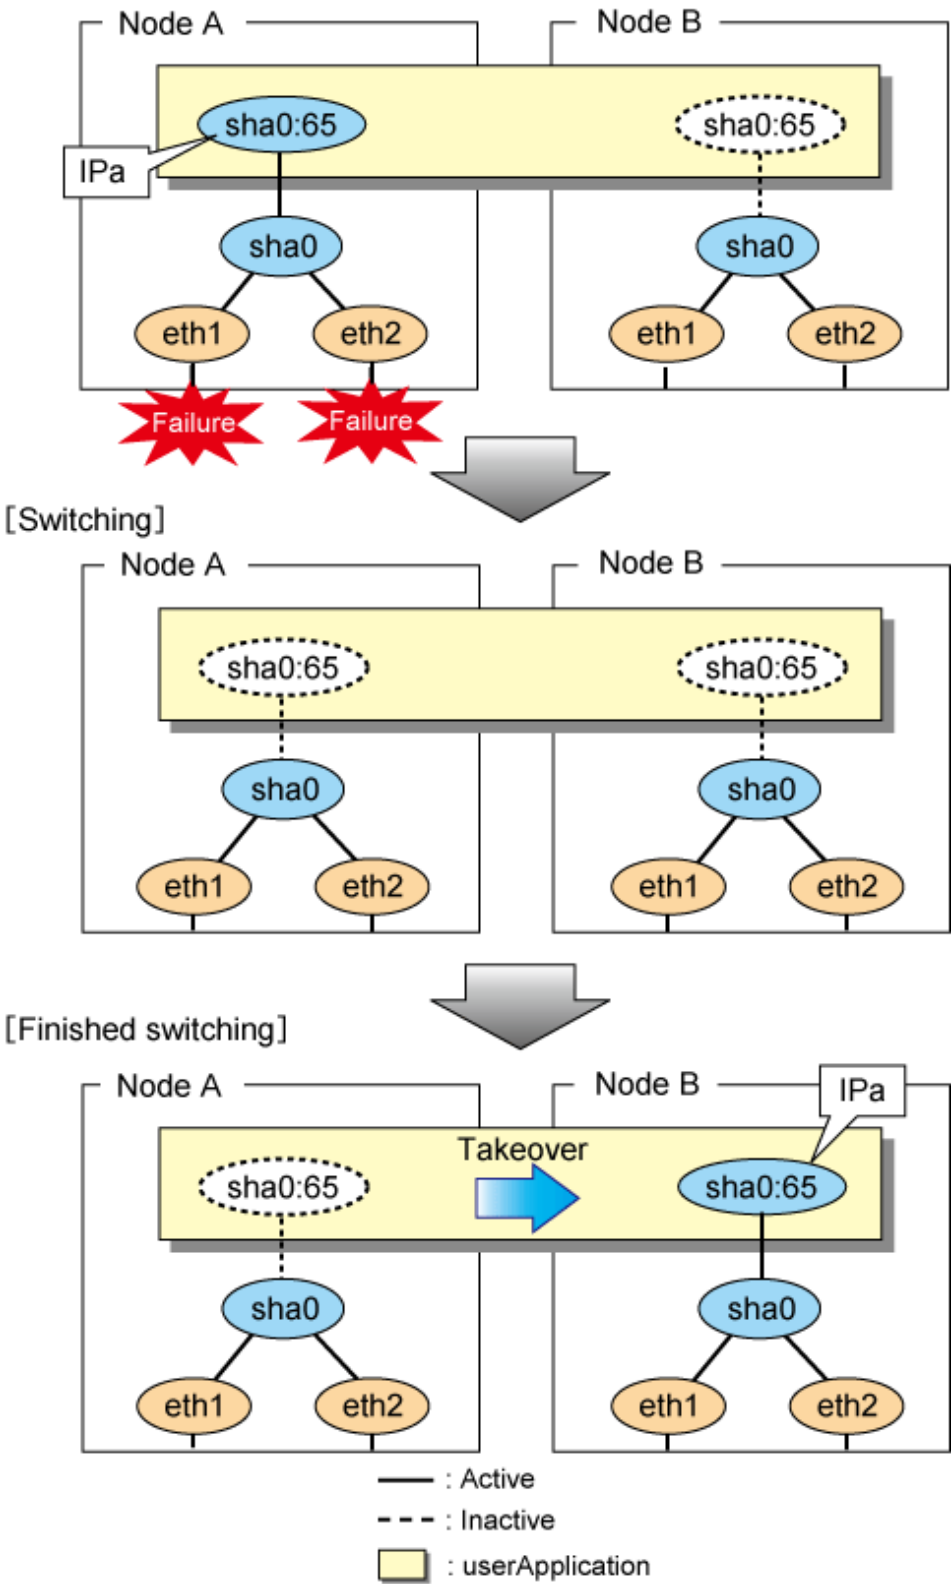 Node A
Node B
sha0:65
sha0:65
IPa
sha0
sha0
eth1
eth2
eth1
eth2
Failure
Failure
[Switching]
Node A
Node B
sha0:65
sha0:65
sha0
sha0
eth1
eth2
eth1
eth2
[Finished switching]
Node A
Node B
IPa
Takeover
sha0:65
sha0:65
sha0
sha0
eth1
eth2
eth1
eth2
: Active
: Inactive
: userApplication